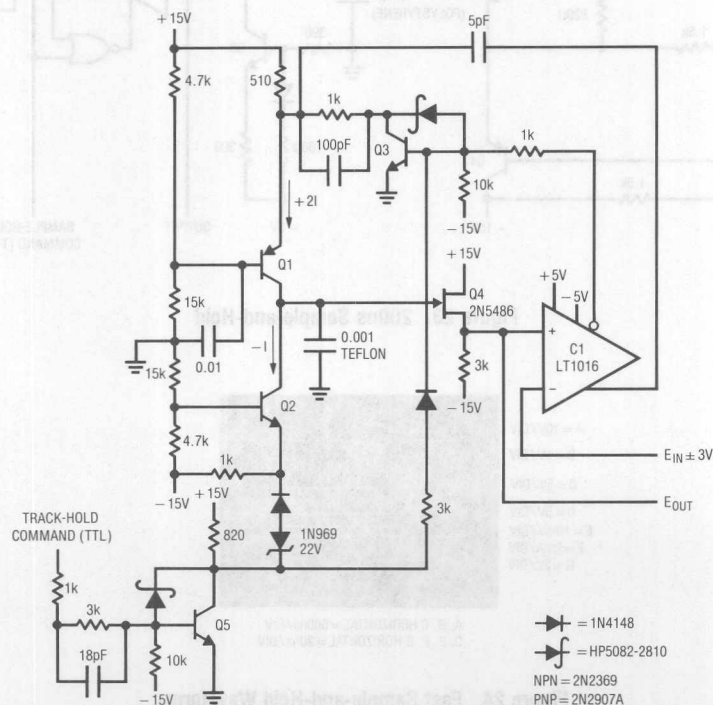 +15V
5pF
4.7k
510
1k
100pF
Q3
1k
10k
-15V
+2I
+15V
Q1
Q4
2N5486
+5V
-5V
15k
0.01
-I
0.001
TEFLON
+
C1
LT1016
-
15k
3k
-15V
Q2
4.7k
1k
-15V
+15V
EIN ± 3V
EOUT
3k
TRACK-HOLD
COMMAND (TTL)
820
1N969
22V
1k
3k
18pF
Q5
10k
-15V
= 1N4148
= HP5082-2810
NPN = 2N2369
PNP = 2N2907A